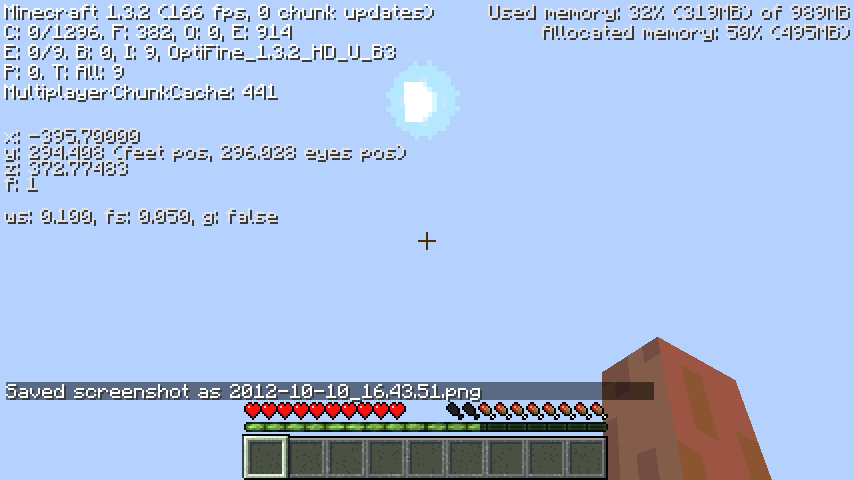 Minecraft 1.3.2 (166 fps, 0 chunk updates)
Used memory: 32% (319MB) of 989MB
C: 0/1296. F: 382, O: 0, E: 914
Allocated memory: 50% (495MB)
E: 0/9. B: 0, I: 9, OptiFine_1.3.2_HD_U_B3
P: 0. T: All: 9
MultiplayerChunkCache: 441
x: -395.70000
y: 294.408 (feet pos, 296.028 eyes pos)
z: 372.77483
f: 1
ws: 0.100, fs: 0.050, g: false
Saved screenshot as 2012-10-10_16.43.51.png